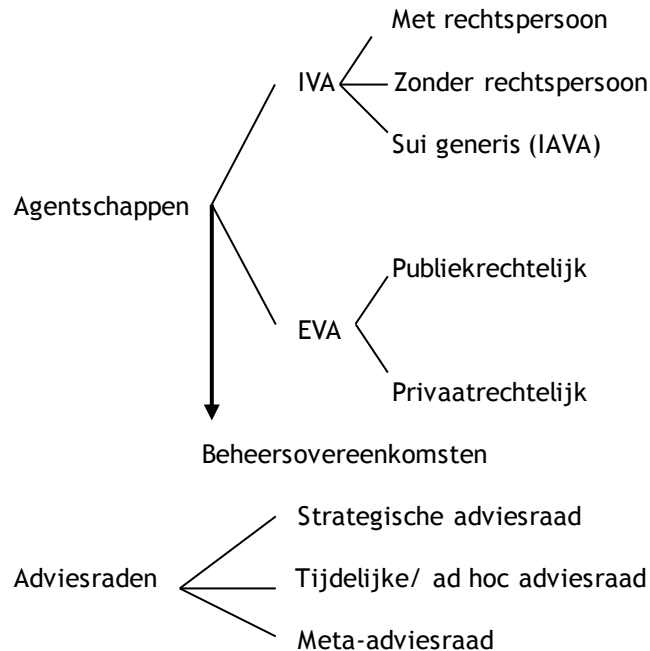 Met rechtspersoon
IVA
Zonder rechtspersoon
Sui generis (IAVA)
Agentschappen
Publiekrechtelijk
EVA
Privaatrechtelijk
Beheersovereenkomsten
Strategische adviesraad
Adviesraden
Tijdelijke/ ad hoc adviesraad
Meta-adviesraad